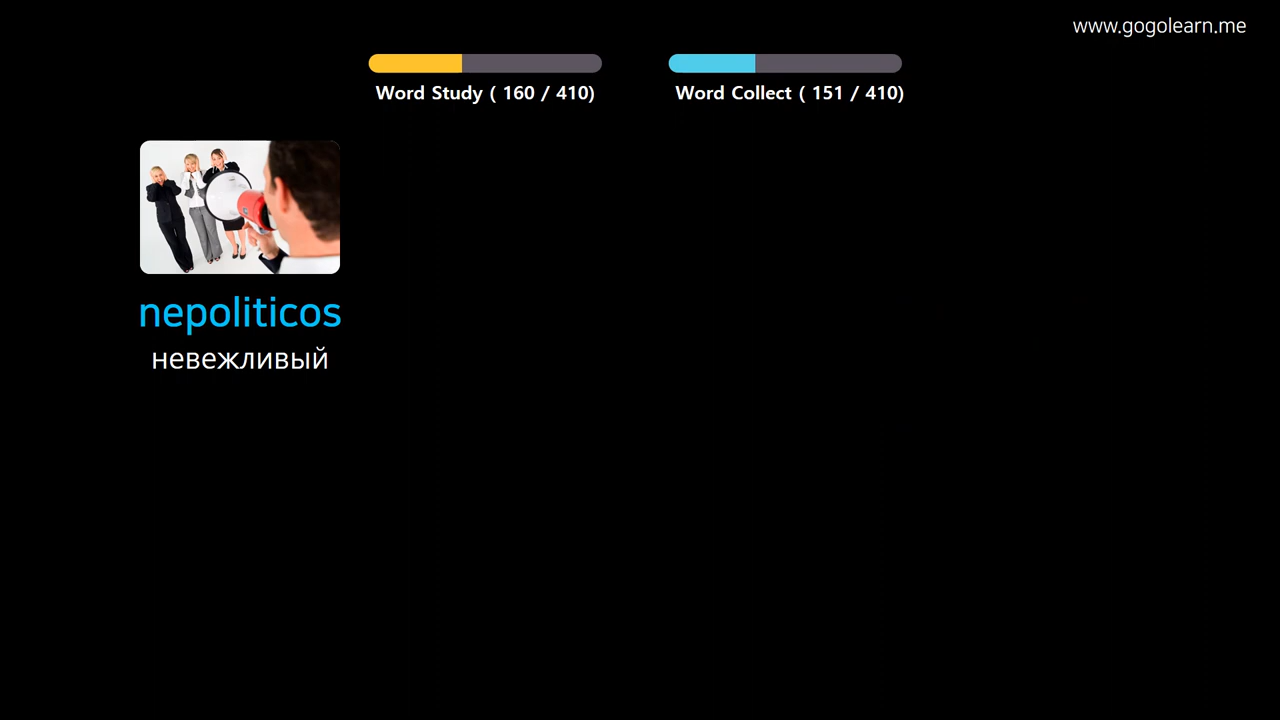 www.gogolearn.me
Word Study ( 160 / 410)
Word Collect ( 151 / 410)
nepoliticos
невежливый